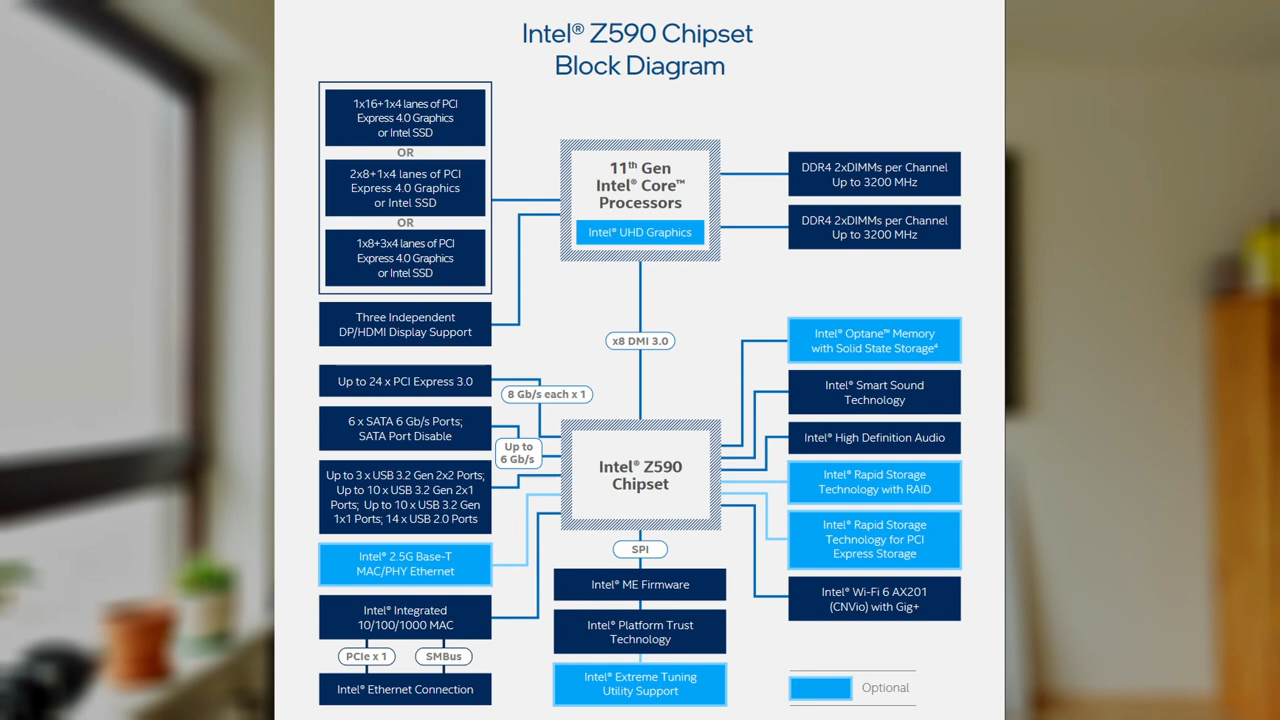 Intel® Z590 Chipset
Block Diagram
1x16+1x4 lanes of PCI
Express 4.0 Graphics
or Intel SSD
OR
2x8+1x4 lanes of PCI
Express 4.0 Graphics
or Intel SSD
OR
1x8+3x4 lanes of PCI
Express 4.0 Graphics
or Intel SSD
Three Independent
DP/HDMI Display Support
11th Gen
Intel® Core™
Processors
Intel® UHD Graphics
DDR4 2xDIMMs per Channel
Up to 3200 MHz
DDR4 2xDIMMs per Channel
Up to 3200 MHz
x8 DMI 3.0
Up to 24 x PCI Express 3.0
8 Gb/s each x 1
6 x SATA 6 Gb/s Ports;
SATA Port Disable
Up to
6 Gb/s
Up to 3 x USB 3.2 Gen 2x2 Ports;
Up to 10 x USB 3.2 Gen 2x1
Ports; Up to 10 x USB 3.2 Gen
1x1 Ports; 14 x USB 2.0 Ports
Intel® 2.5G Base-T
MAC/PHY Ethernet
Intel® Integrated
10/100/1000 MAC
PCIe x 1
SMBus
Intel® Ethernet Connection
Intel® Z590
Chipset
SPI
Intel® ME Firmware
Intel® Platform Trust
Technology
Intel® Extreme Tuning
Utility Support
Intel® Optane™ Memory
with Solid State Storage⁴
Intel® Smart Sound
Technology
Intel® High Definition Audio
Intel® Rapid Storage
Technology with RAID
Intel® Rapid Storage
Technology for PCI
Express Storage
Intel® Wi-Fi 6 AX201
(CNVio) with Gig+
Optional